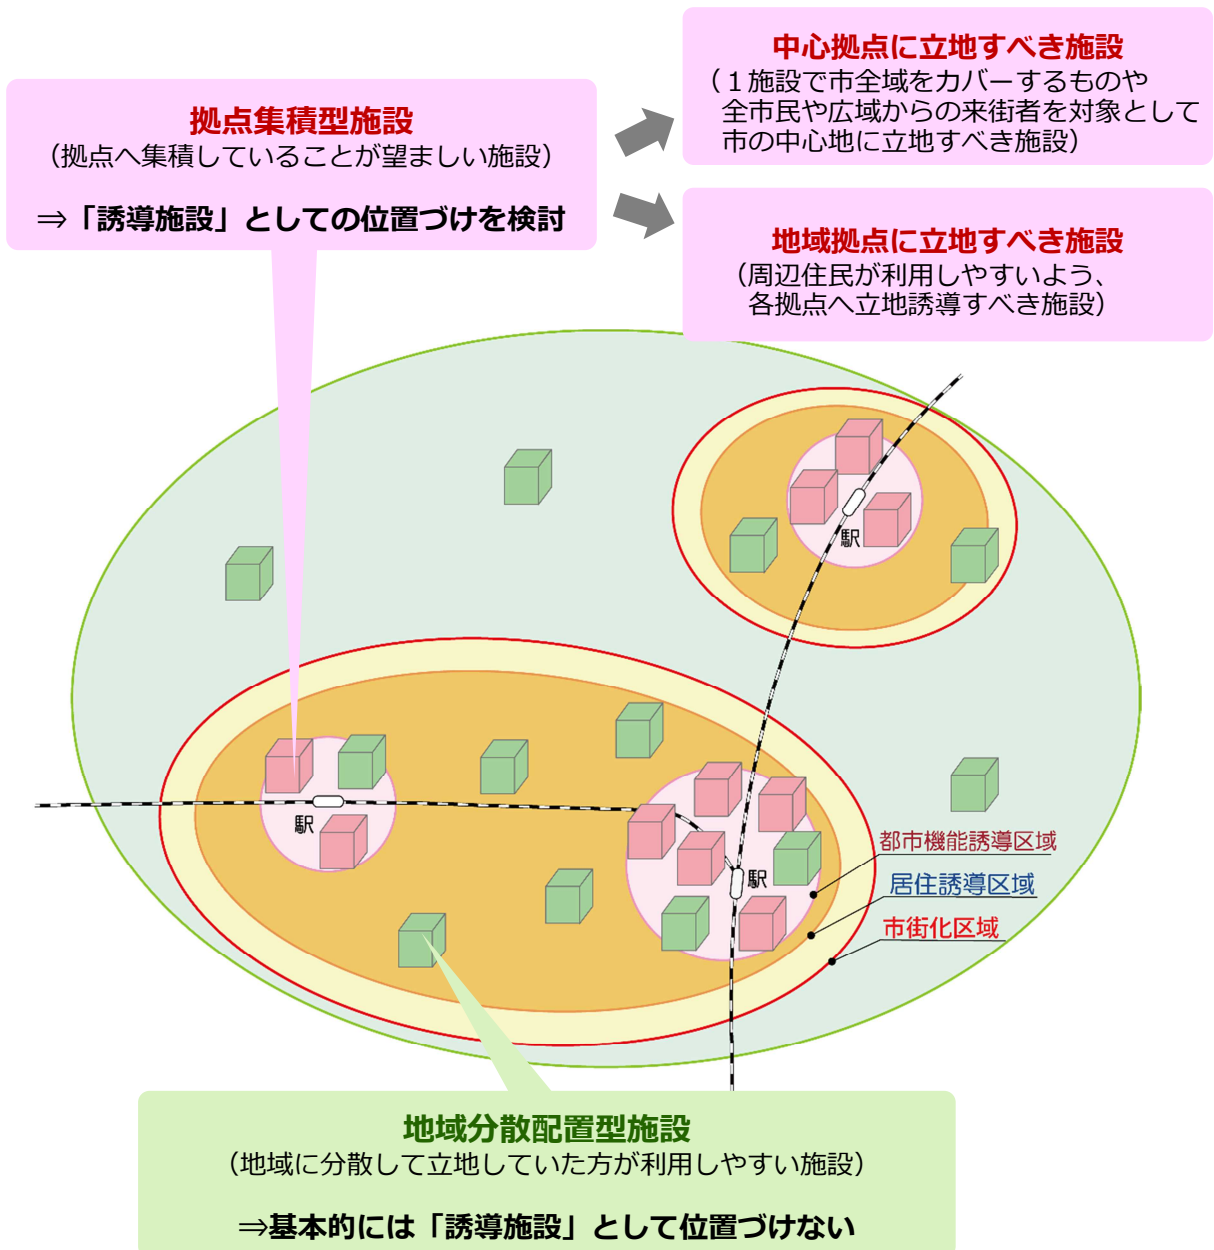 拠点集積型施設
（拠点へ集積していることが望ましい施設）
⇒「誘導施設」としての位置づけを検討
中心拠点に立地すべき施設
（１施設で市全域をカバーするものや
全市民や広域からの来街者を対象として
市の中心地に立地すべき施設）
地域拠点に立地すべき施設
（周辺住民が利用しやすいよう、
各拠点へ立地誘導すべき施設）
駅
駅
駅
都市機能誘導区域
居住誘導区域
市街化区域
地域分散配置型施設
（地域に分散して立地していた方が利用しやすい施設）
⇒基本的には「誘導施設」として位置づけない